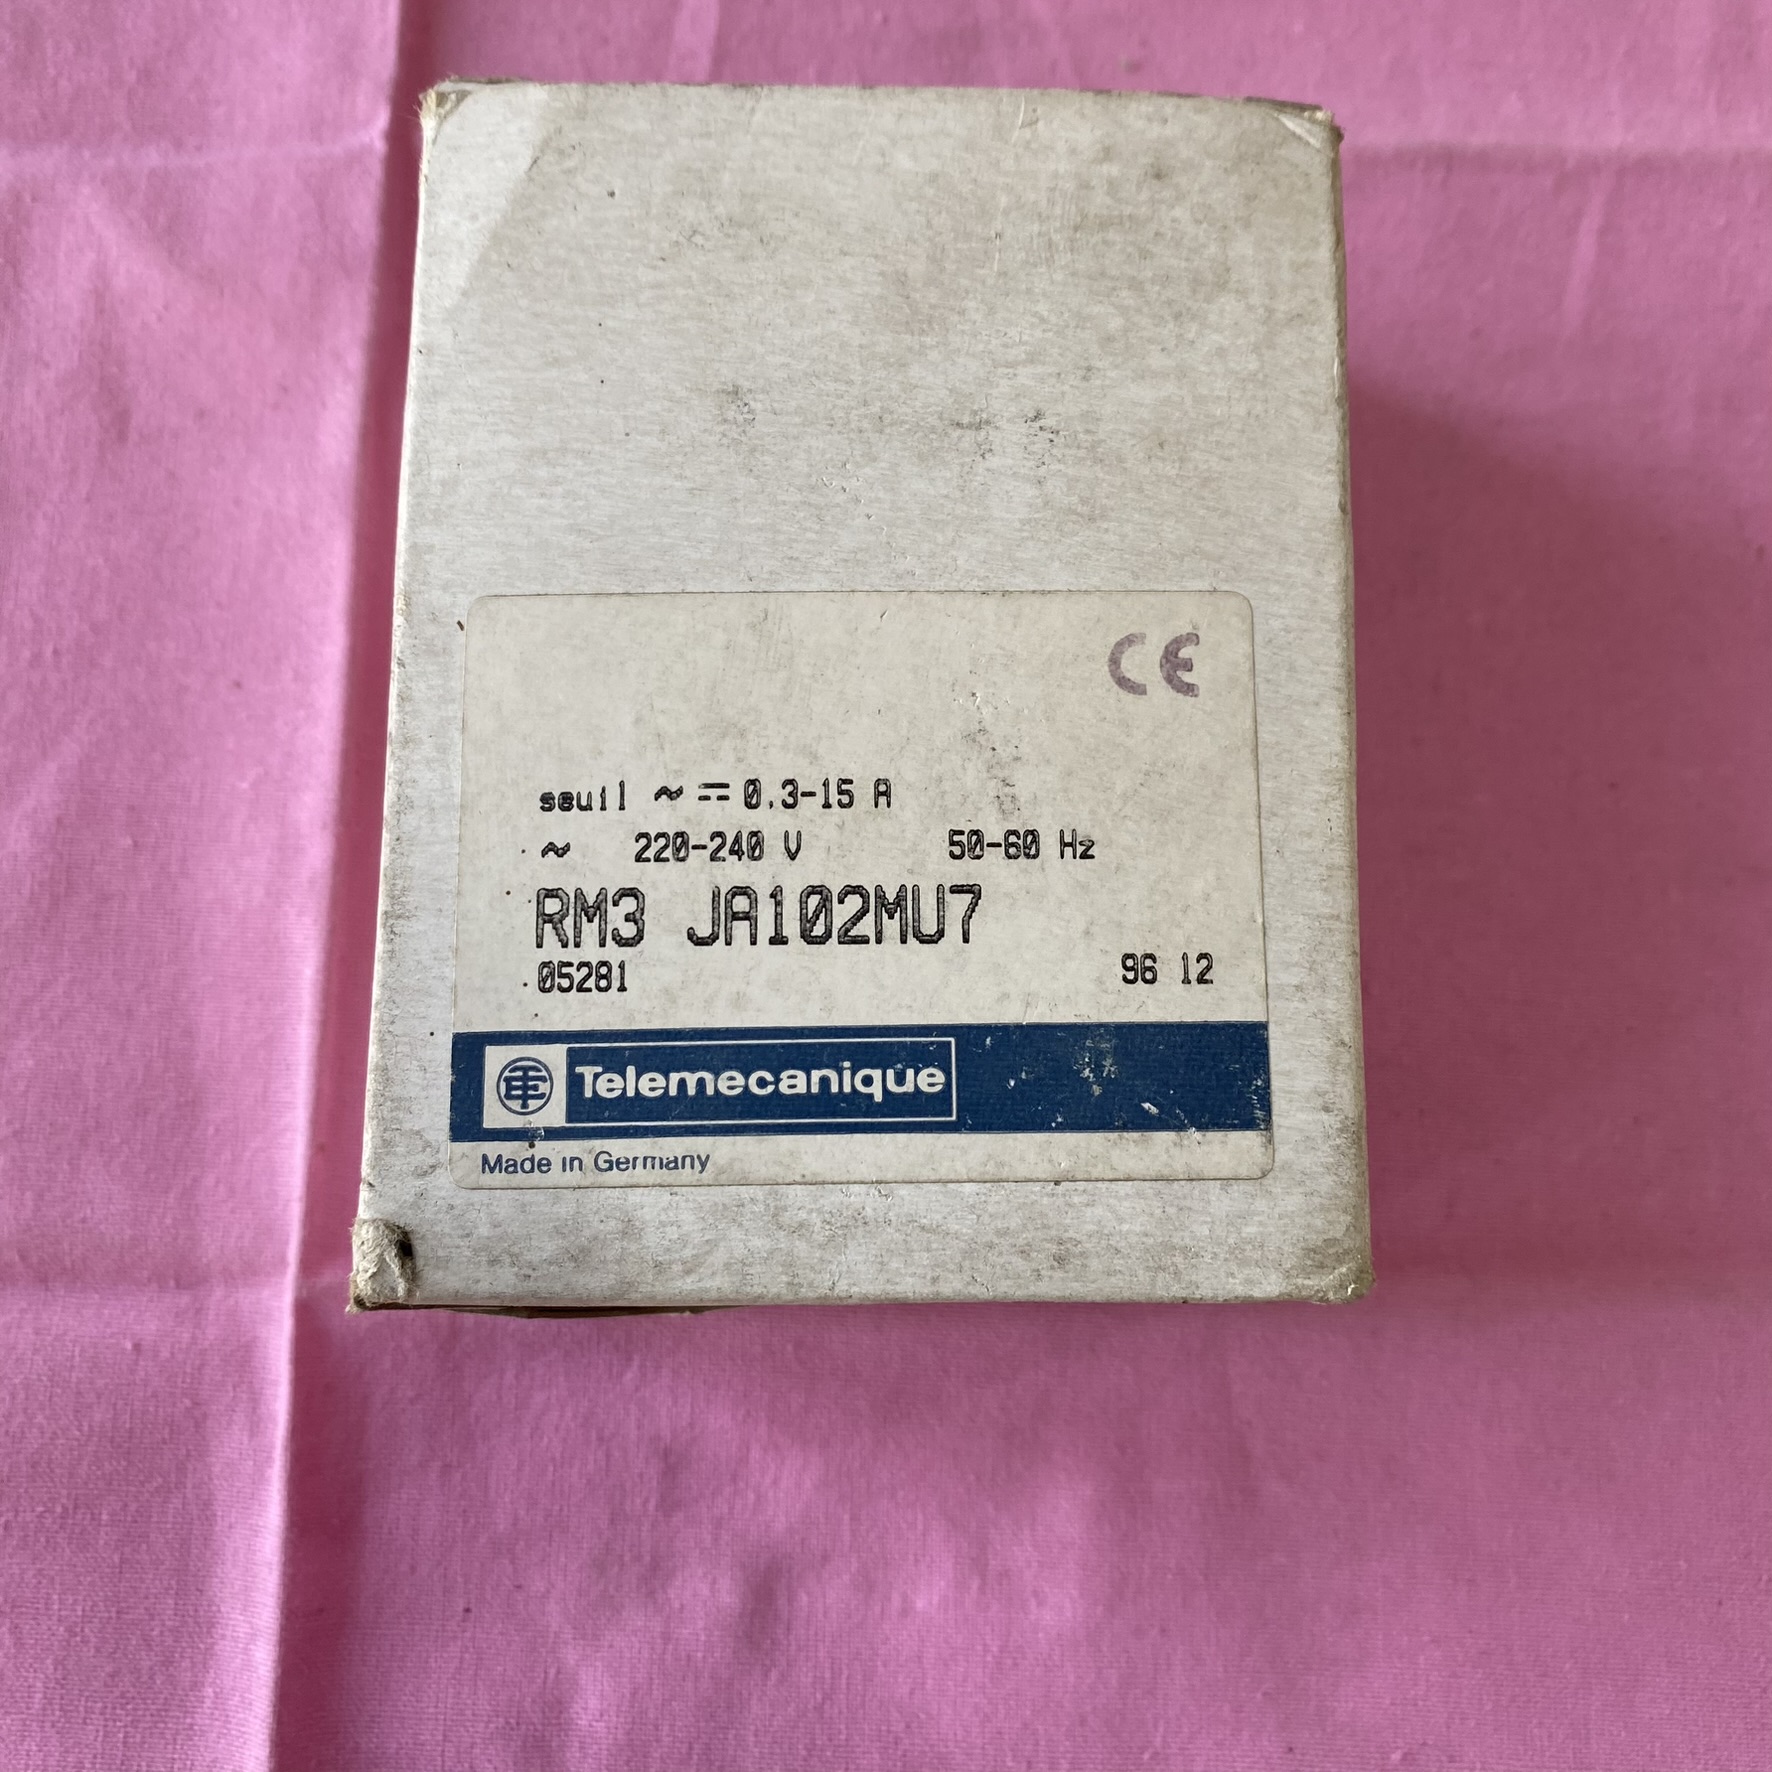 CE
seuil ~ ⎓ 0.3-15 A
~ 220-240 V 50-60 Hz
RM3 JA102MU7
05281 96 12
TE Telemecanique
Made in Germany